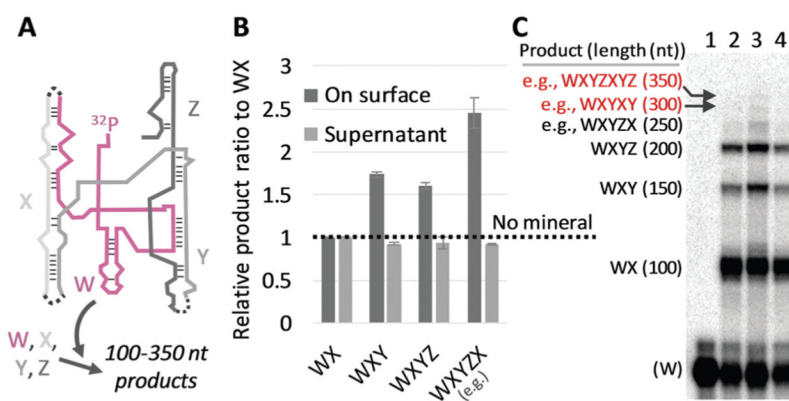 A
32P
Z
X
Y
W
W, X,
Y, Z
100-350 nt
products
B
Relative product ratio to WX
3
2.5
2
1.5
1
0.5
0
On surface
Supernatant
No mineral
WX
WXY
WXYZ
WXYZX
(e.g.)
C
1 2 3 4
Product (length (nt))
e.g., WXYZXYZ (350)
e.g., WXYXY (300)
e.g., WXYZX (250)
WXYZ (200)
WXY (150)
WX (100)
(W)